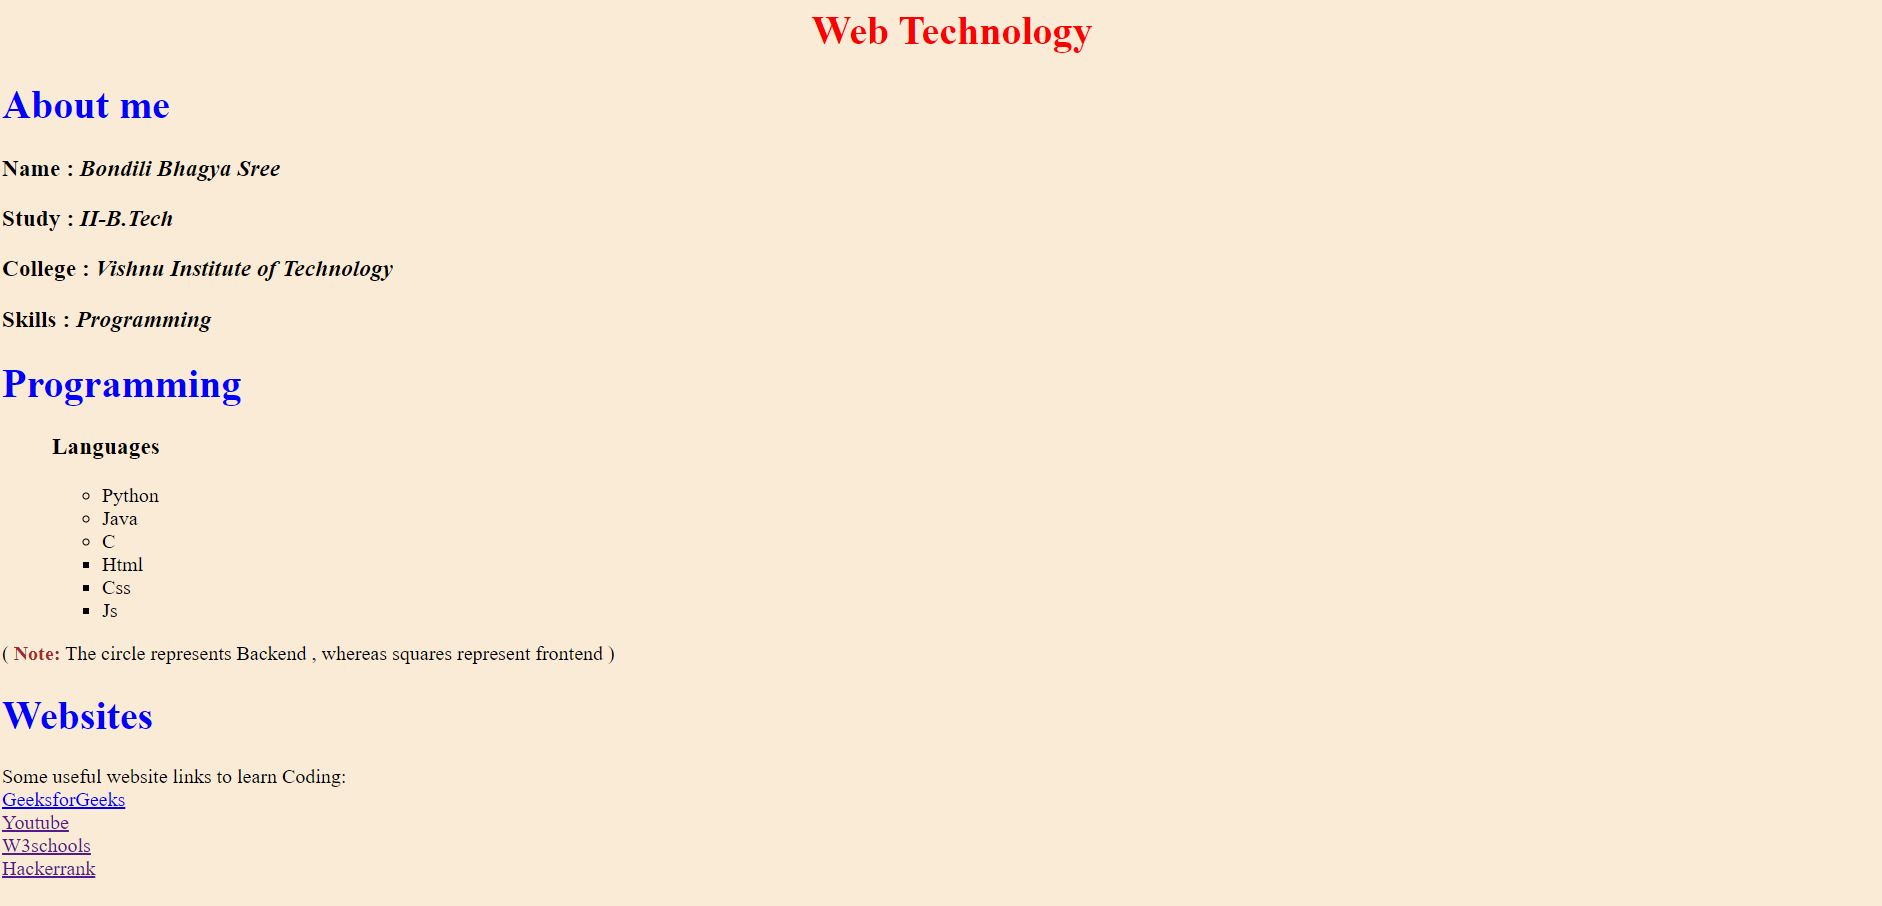 Web Technology
About me
Name : Bondili Bhagya Sree
Study : II-B.Tech
College : Vishnu Institute of Technology
Skills : Programming
Programming
Languages
Python
Java
C
Html
Css
Js
( Note: The circle represents Backend , whereas squares represent frontend )
Websites
Some useful website links to learn Coding:
GeeksforGeeks
Youtube
W3schools
Hackerrank